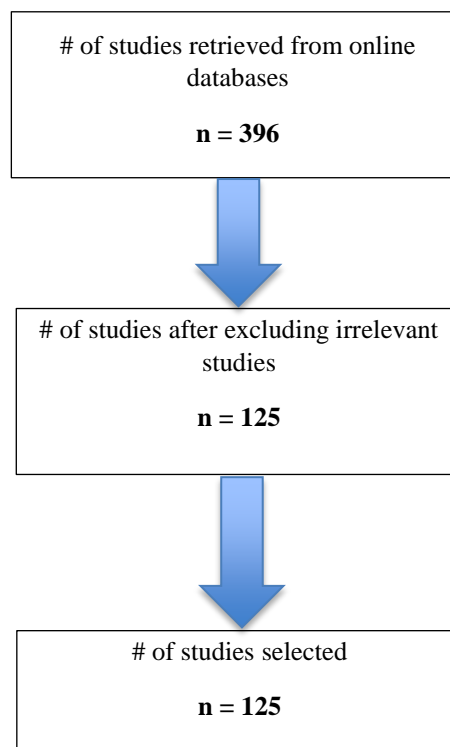 # of studies retrieved from online
databases
n = 396
# of studies after excluding irrelevant
studies
n = 125
# of studies selected
n = 125